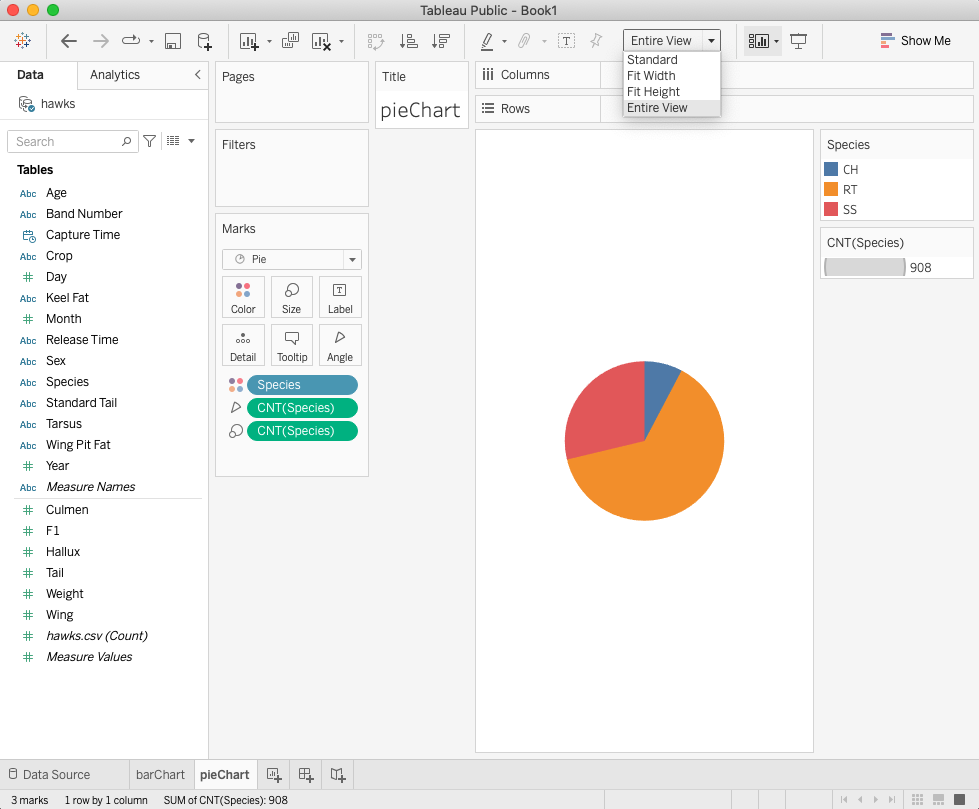 Tableau Public - Book1
Entire View
Show Me
Standard
Fit Width
Fit Height
Entire View
Data
Analytics
hawks
Search
Tables
Abc Age
Abc Band Number
Capture Time
Abc Crop
# Day
Abc Keel Fat
# Month
Abc Release Time
Abc Sex
Abc Species
Abc Standard Tail
Abc Tarsus
Abc Wing Pit Fat
# Year
Abc Measure Names
# Culmen
# F1
# Hallux
# Tail
# Weight
# Wing
# hawks.csv (Count)
# Measure Values
Pages
Filters
Marks
Pie
Color Size Label
Detail Tooltip Angle
Species
CNT(Species)
CNT(Species)
Title
pieChart
Columns
Rows
Species
CH
RT
SS
CNT(Species)
908
Data Source barChart pieChart
3 marks 1 row by 1 column SUM of CNT(Species): 908